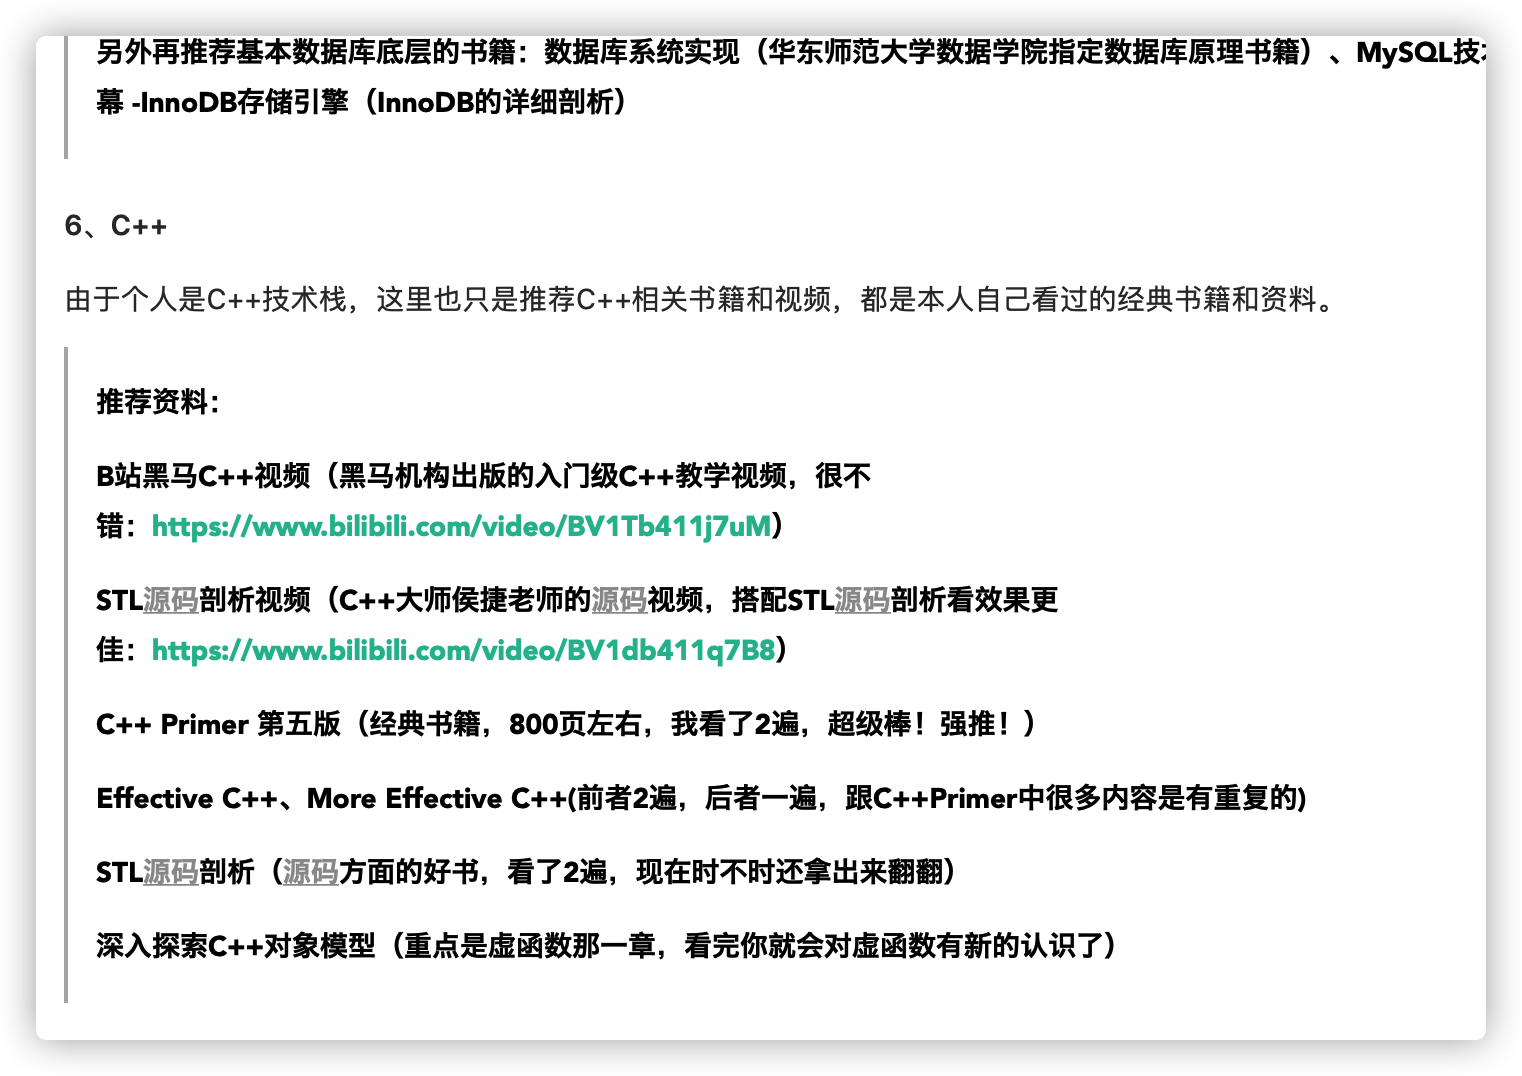 另外再推荐基本数据库底层的书籍：数据库系统实现（华东师范大学数据学院指定数据库原理书籍）、MySQL技
幕 -InnoDB存储引擎（InnoDB的详细剖析）
6、C++
由于个人是C++技术栈，这里也只是推荐C++相关书籍和视频，都是本人自己看过的经典书籍和资料。
推荐资料：
B站黑马C++视频（黑马机构出版的入门级C++教学视频，很不
错：https://www.bilibili.com/video/BV1Tb411j7uM）
STL源码剖析视频（C++大师侯捷老师的源码视频，搭配STL源码剖析看效果更
佳：https://www.bilibili.com/video/BV1db411q7B8）
C++ Primer 第五版（经典书籍，800页左右，我看了2遍，超级棒！强推！）
Effective C++、More Effective C++(前者2遍，后者一遍，跟C++Primer中很多内容是有重复的)
STL源码剖析（源码方面的好书，看了2遍，现在时不时还拿出来翻翻）
深入探索C++对象模型（重点是虚函数那一章，看完你就会对虚函数有新的认识了）